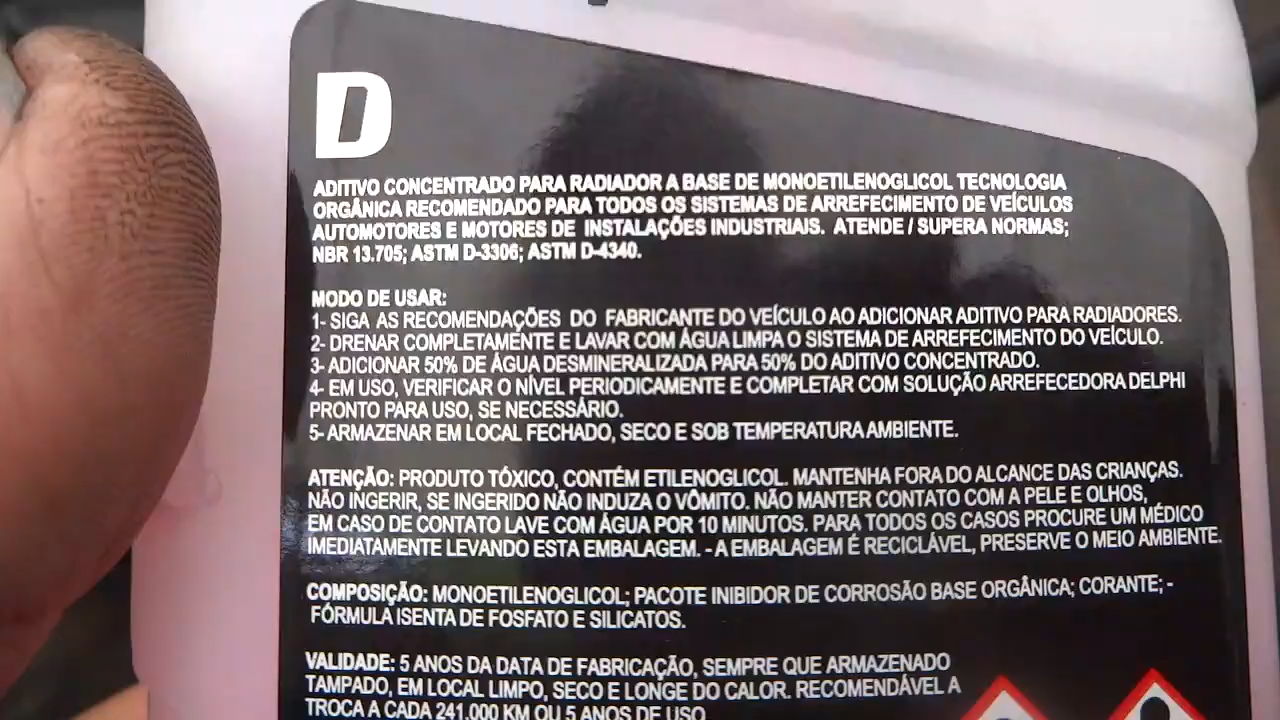 D
ADITIVO CONCENTRADO PARA RADIADOR A BASE DE MONOETILENOGLICOL TECNOLOGIA
ORGÂNICA RECOMENDADO PARA TODOS OS SISTEMAS DE ARREFECIMENTO DE VEÍCULOS
AUTOMOTORES E MOTORES DE INSTALAÇÕES INDUSTRIAIS. ATENDE / SUPERA NORMAS;
NBR 13.705; ASTM D-3306; ASTM D-4340.
MODO DE USAR:
1- SIGA AS RECOMENDAÇÕES DO FABRICANTE DO VEÍCULO AO ADICIONAR ADITIVO PARA RADIADORES.
2- DRENAR COMPLETAMENTE E LAVAR COM ÁGUA LIMPA O SISTEMA DE ARREFECIMENTO DO VEÍCULO.
3- ADICIONAR 50% DE ÁGUA DESMINERALIZADA PARA 50% DO ADITIVO CONCENTRADO.
4- EM USO, VERIFICAR O NÍVEL PERIODICAMENTE E COMPLETAR COM SOLUÇÃO ARREFECEDORA DELPHI
PRONTO PARA USO, SE NECESSÁRIO.
5- ARMAZENAR EM LOCAL FECHADO, SECO E SOB TEMPERATURA AMBIENTE.
ATENÇÃO: PRODUTO TÓXICO, CONTÉM ETILENOGLICOL. MANTENHA FORA DO ALCANCE DAS CRIANÇAS.
NÃO INGERIR, SE INGERIDO NÃO INDUZA O VÔMITO. NÃO MANTER CONTATO COM A PELE E OLHOS,
EM CASO DE CONTATO LAVE COM ÁGUA POR 10 MINUTOS. PARA TODOS OS CASOS PROCURE UM MÉDICO
IMEDIATAMENTE LEVANDO ESTA EMBALAGEM. - A EMBALAGEM É RECICLÁVEL, PRESERVE O MEIO AMBIENTE.
COMPOSIÇÃO: MONOETILENOGLICOL; PACOTE INIBIDOR DE CORROSÃO BASE ORGÂNICA; CORANTE; -
FÓRMULA ISENTA DE FOSFATO E SILICATOS.
VALIDADE: 5 ANOS DA DATA DE FABRICAÇÃO, SEMPRE QUE ARMAZENADO
TAMPADO, EM LOCAL LIMPO, SECO E LONGE DO CALOR. RECOMENDÁVEL A
TROCA A CADA 241.000 KM OU 5 ANOS DE USO